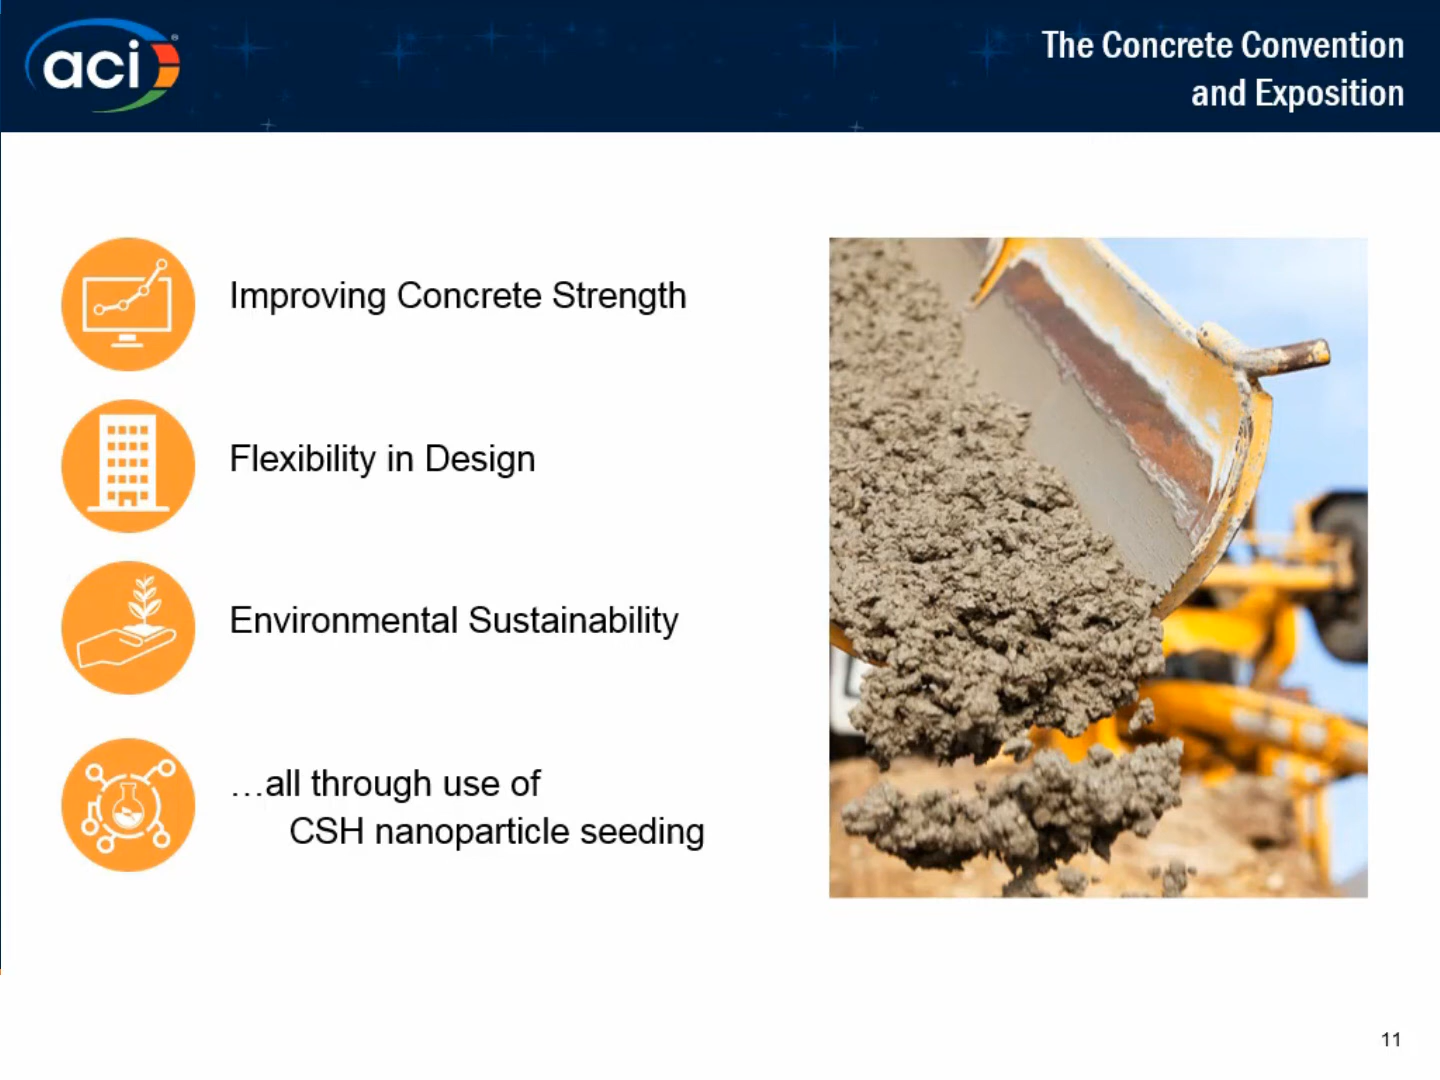 aci
®
The Concrete Convention
and Exposition
Improving Concrete Strength
Flexibility in Design
Environmental Sustainability
…all through use of
CSH nanoparticle seeding
11